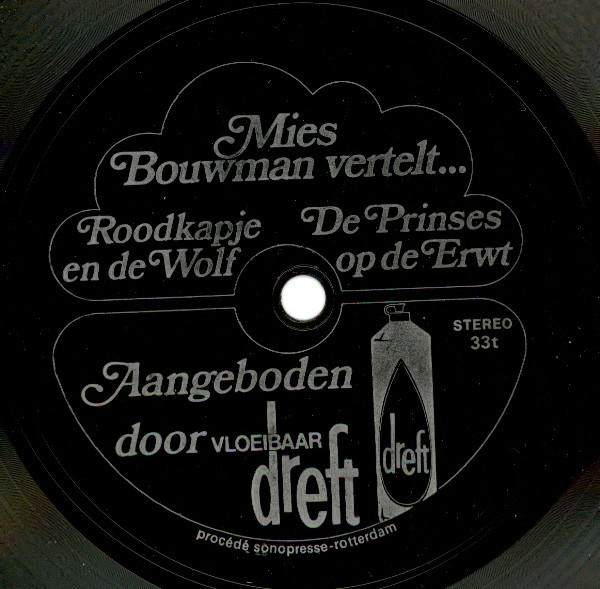 Mies
Bouwman vertelt...
Roodkapje
en de Wolf
De Prinses
op de Erwt
STEREO
33t
Aangeboden
door VLOEIBAAR
dreft
dreft
procédé sonopresse-rotterdam